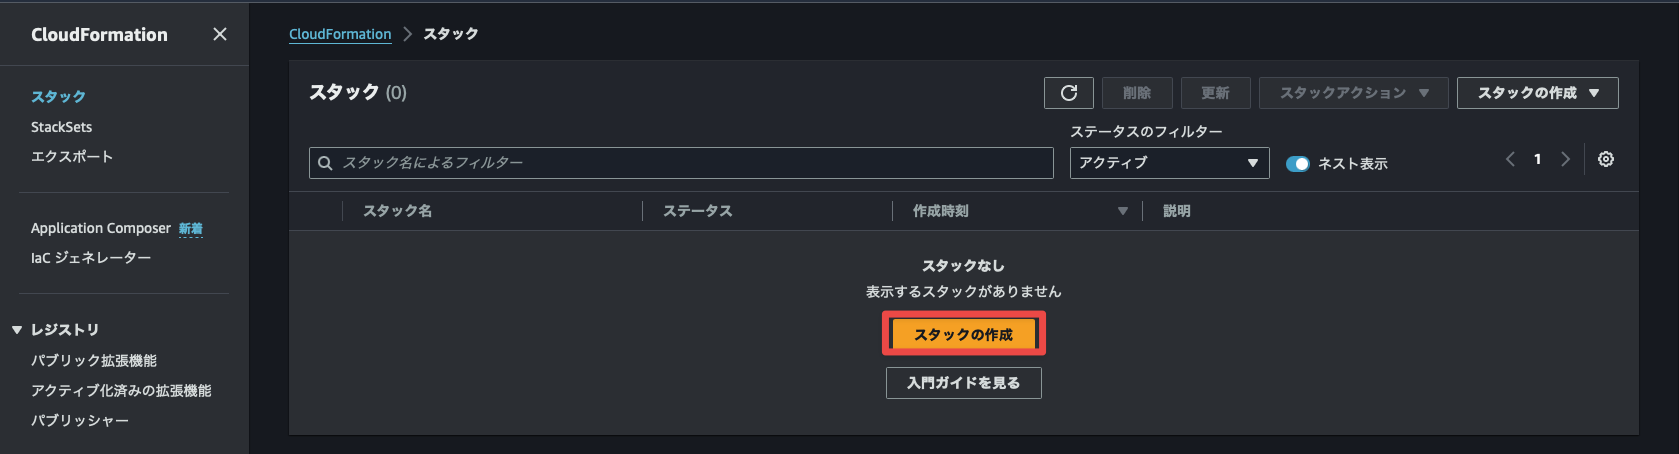 CloudFormation
スタック
StackSets
エクスポート
Application Composer 新着
IaC ジェネレーター
レジストリ
パブリック拡張機能
アクティブ化済みの拡張機能
パブリッシャー
CloudFormation > スタック
スタック (0)
削除
更新
スタックアクション
スタックの作成
ステータスのフィルター
スタック名によるフィルター
アクティブ
ネスト表示
1
スタック名 ステータス 作成時刻 説明
スタックなし
表示するスタックがありません
スタックの作成
入門ガイドを見る